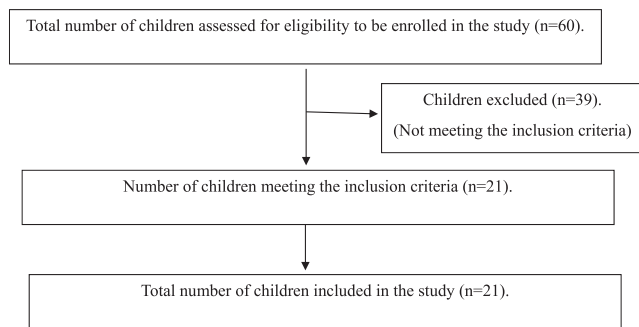 Total number of children assessed for eligibility to be enrolled in the study (n=60).
Children excluded (n=39).
(Not meeting the inclusion criteria)
Number of children meeting the inclusion criteria (n=21).
Total number of children included in the study (n=21).